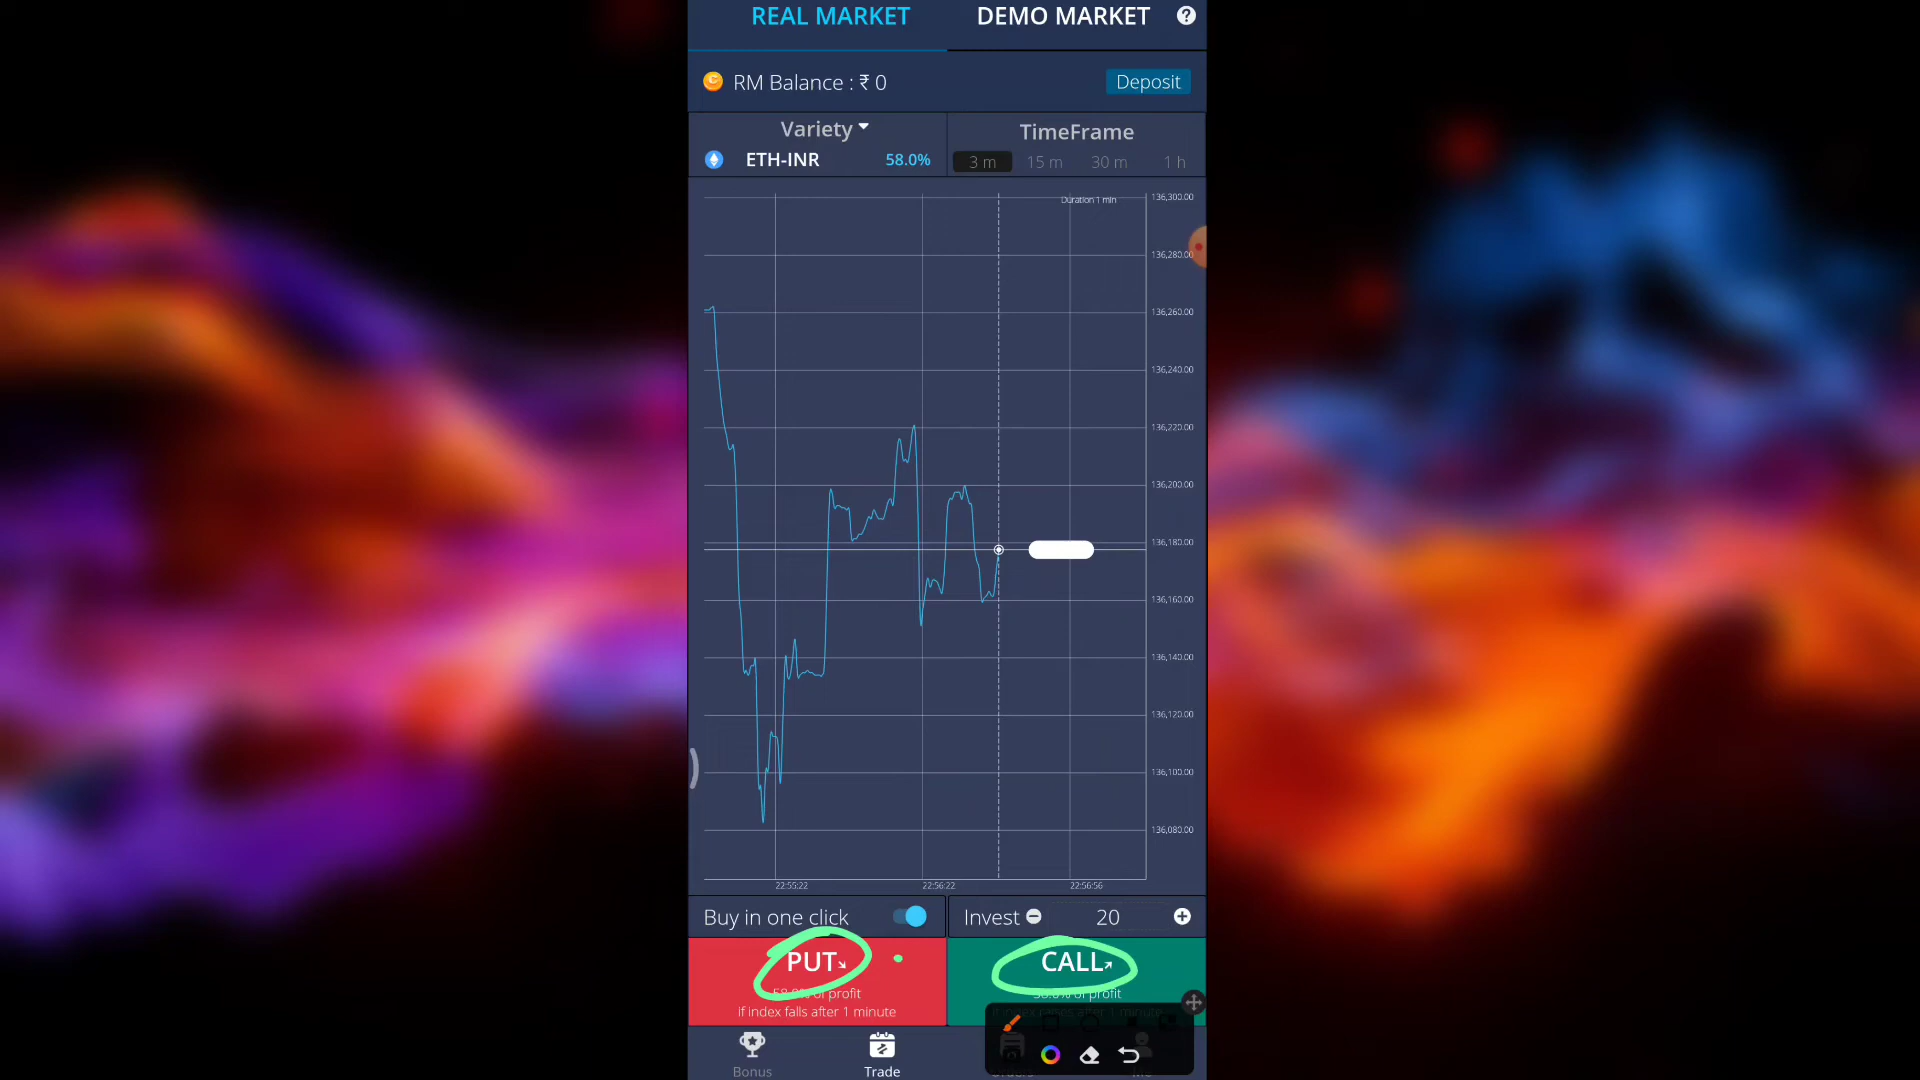 REAL MARKET
DEMO MARKET
?
RM Balance : ₹ 0
Deposit
Variety
TimeFrame
ETH-INR
58.0%
3 m
15 m
30 m
1 h
Duration 1 min
136,300.00
136,280.00
136,260.00
136,240.00
136,220.00
136,200.00
136,180.00
136,160.00
136,140.00
136,120.00
136,100.00
136,080.00
22:55:22
22:56:22
22:56:56
Buy in one click
Invest
20
PUT
CALL
58.0% of profit
58.0% of profit
if index falls after 1 minute
Bonus
Trade